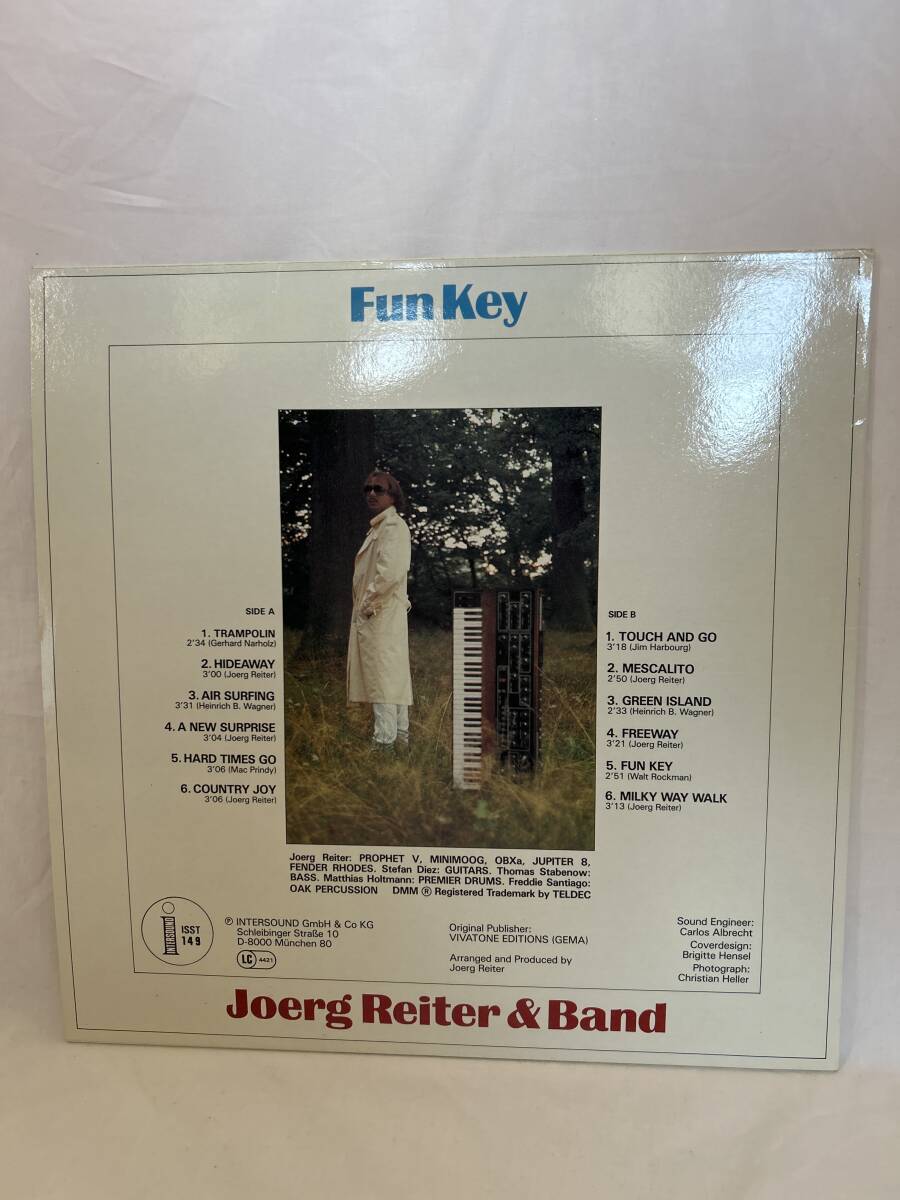 Fun Key
SIDE A
1. TRAMPOLIN
2'34 (Gerhard Narholz)
2. HIDEAWAY
3'00 (Joerg Reiter)
3. AIR SURFING
3'31 (Heinrich B. Wagner)
4. A NEW SURPRISE
3'04 (Joerg Reiter)
5. HARD TIMES GO
3'06 (Mac Prindy)
6. COUNTRY JOY
3'06 (Joerg Reiter)
SIDE B
1. TOUCH AND GO
3'18 (Jim Harbourg)
2. MESCALITO
2'50 (Joerg Reiter)
3. GREEN ISLAND
2'33 (Heinrich B. Wagner)
4. FREEWAY
3'21 (Joerg Reiter)
5. FUN KEY
2'51 (Walt Rockman)
6. MILKY WAY WALK
3'13 (Joerg Reiter)
Joerg Reiter: PROPHET V, MINIMOOG, OBXa, JUPITER 8,
FENDER RHODES. Stefan Diez: GUITARS. Thomas Stabenow:
BASS. Matthias Holtmann: PREMIER DRUMS. Freddie Santiago:
OAK PERCUSSION DMM ® Registered Trademark by TELDEC
INTERSOUND
ISST
149
℗ INTERSOUND GmbH & Co KG
Schleibinger Straße 10
D-8000 München 80
LC 4421
Original Publisher:
VIVATONE EDITIONS (GEMA)
Arranged and Produced by
Joerg Reiter
Sound Engineer:
Carlos Albrecht
Coverdesign:
Brigitte Hensel
Photograph:
Christian Heller
Joerg Reiter & Band